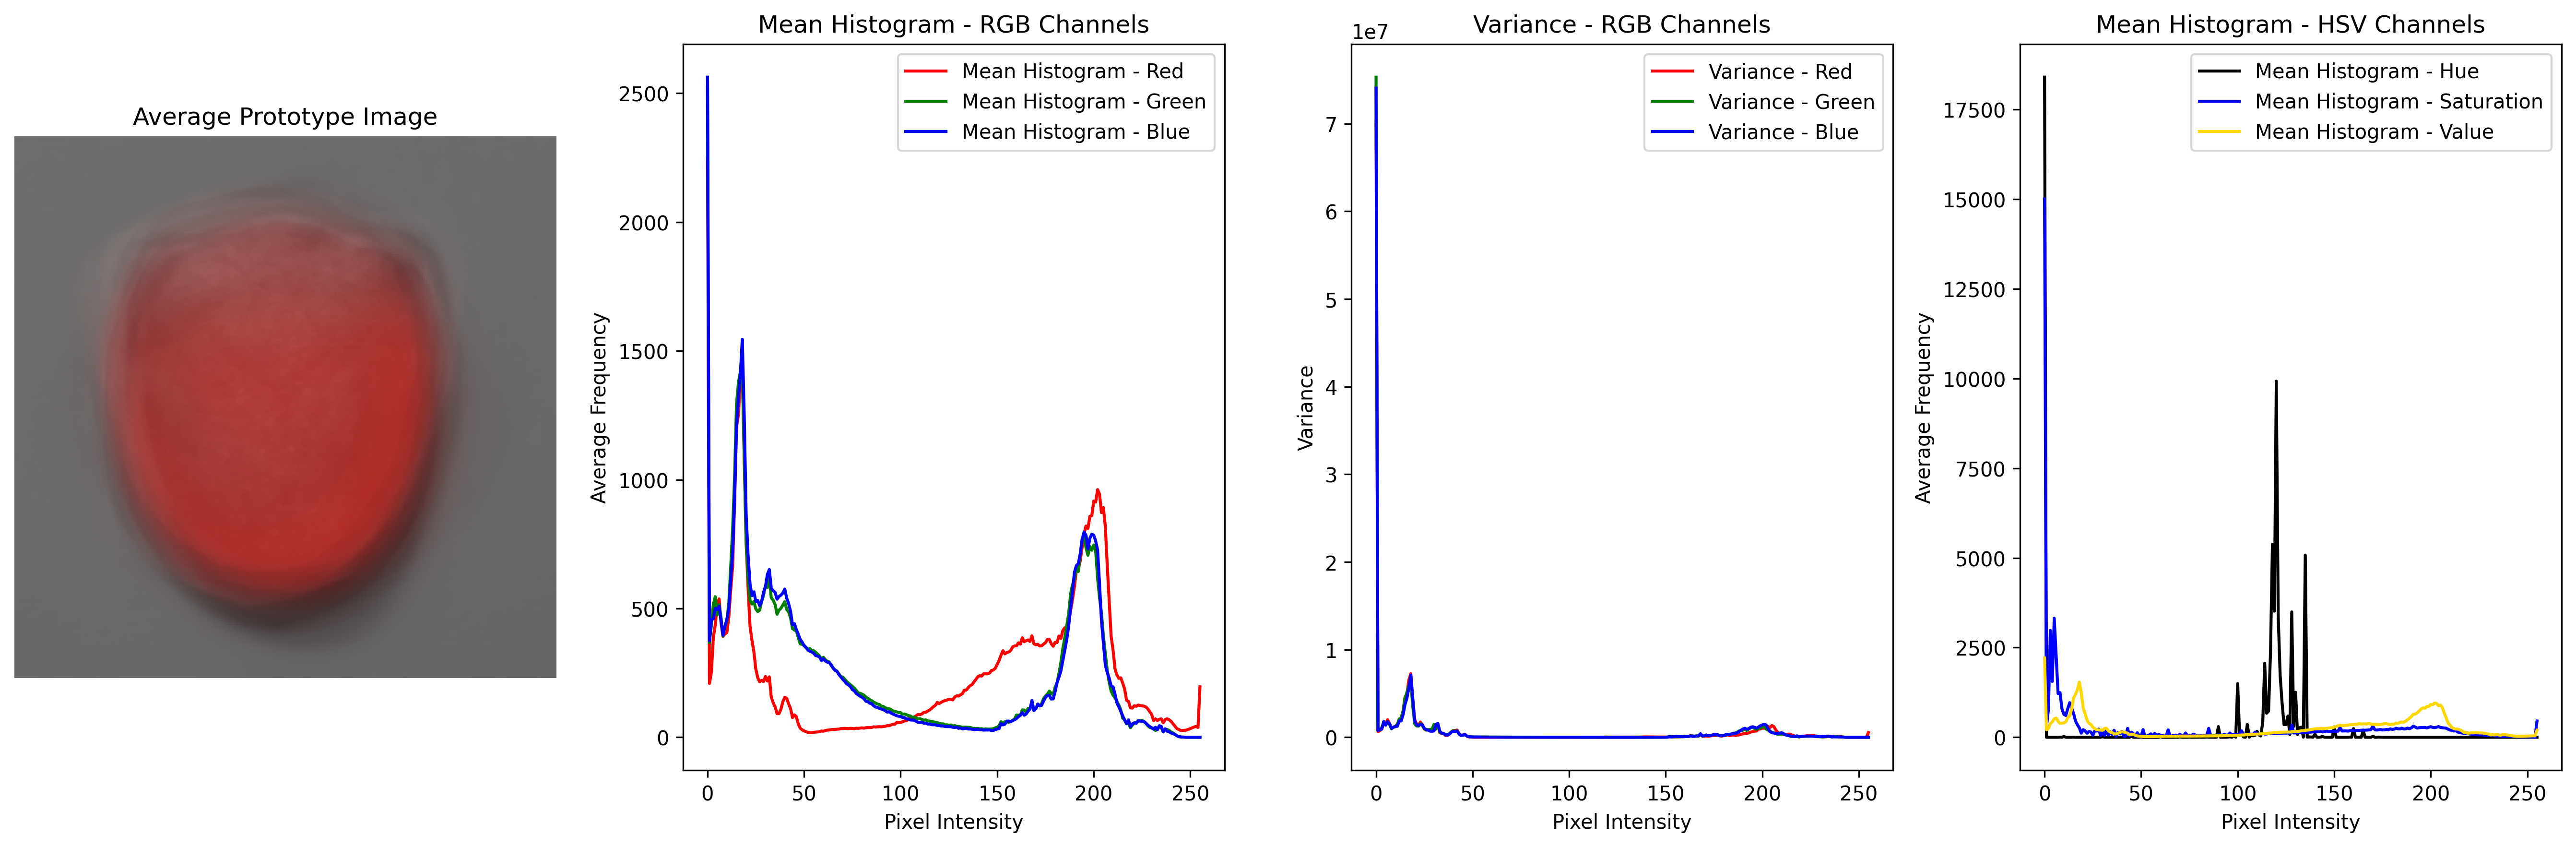 Average Prototype Image
Mean Histogram - RGB Channels
Mean Histogram - Red
Mean Histogram - Green
Mean Histogram - Blue
Average Frequency
2500
2000
1500
1000
500
0
0 50 100 150 200 250
Pixel Intensity
Variance - RGB Channels
1e7
Variance - Red
Variance - Green
Variance - Blue
Variance
7
6
5
4
3
2
1
0
0 50 100 150 200 250
Pixel Intensity
Mean Histogram - HSV Channels
Mean Histogram - Hue
Mean Histogram - Saturation
Mean Histogram - Value
Average Frequency
17500
15000
12500
10000
7500
5000
2500
0
0 50 100 150 200 250
Pixel Intensity